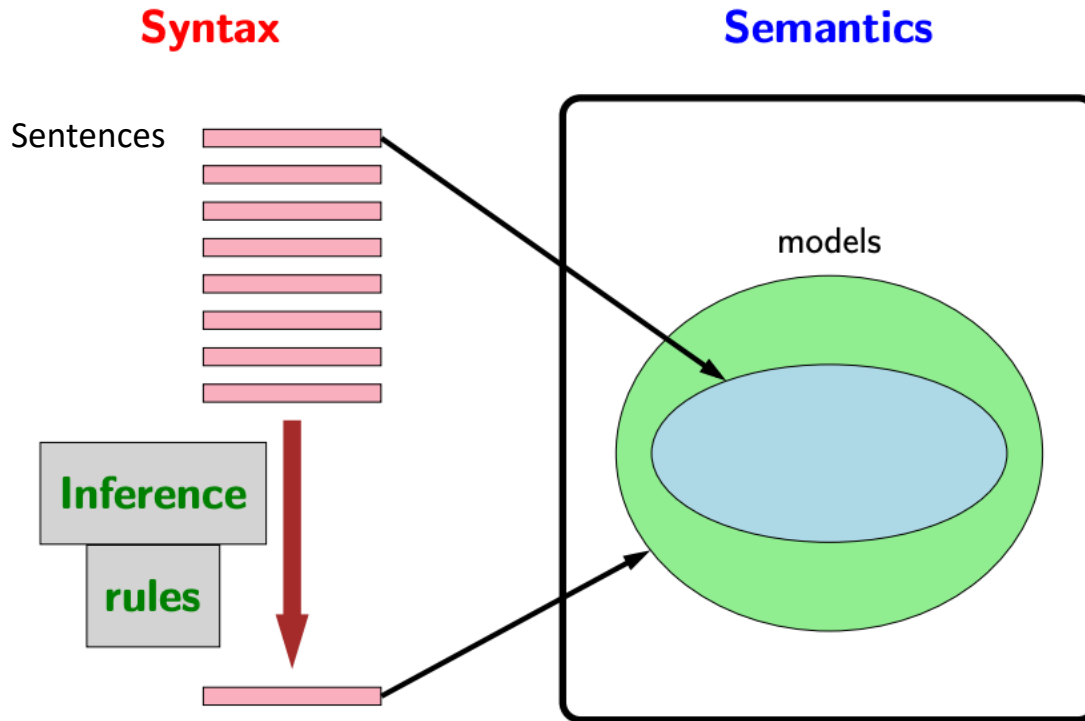 Syntax
Semantics
Sentences
models
Inference
rules